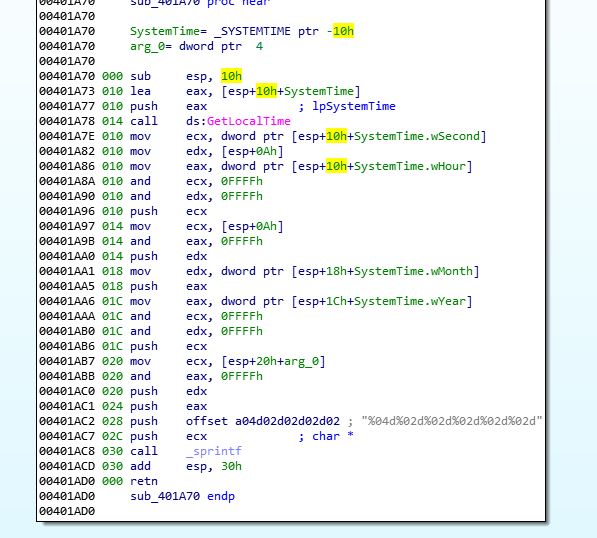 00401A70 sub_401A70 proc near
00401A70
00401A70 SystemTime= _SYSTEMTIME ptr -10h
00401A70 arg_0= dword ptr  4
00401A70
00401A70 000 sub esp, 10h
00401A73 010 lea eax, [esp+10h+SystemTime]
00401A77 010 push eax ; lpSystemTime
00401A78 014 call ds:GetLocalTime
00401A7E 010 mov ecx, dword ptr [esp+10h+SystemTime.wSecond]
00401A82 010 mov edx, [esp+0Ah]
00401A86 010 mov eax, dword ptr [esp+10h+SystemTime.wHour]
00401A8A 010 and ecx, 0FFFFh
00401A90 010 and edx, 0FFFFh
00401A96 010 push ecx
00401A97 014 mov ecx, [esp+0Ah]
00401A9B 014 and eax, 0FFFFh
00401AA0 014 push edx
00401AA1 018 mov edx, dword ptr [esp+18h+SystemTime.wMonth]
00401AA5 018 push eax
00401AA6 01C mov eax, dword ptr [esp+1Ch+SystemTime.wYear]
00401AAA 01C and ecx, 0FFFFh
00401AB0 01C and edx, 0FFFFh
00401AB6 01C push ecx
00401AB7 020 mov ecx, [esp+20h+arg_0]
00401ABB 020 and eax, 0FFFFh
00401AC0 020 push edx
00401AC1 024 push eax
00401AC2 028 push offset a04d02d02d02d02 ; "%04d%02d%02d%02d%02d%02d"
00401AC7 02C push ecx ; char *
00401AC8 030 call _sprintf
00401ACD 030 add esp, 30h
00401AD0 000 retn
00401AD0 sub_401A70 endp
00401AD0